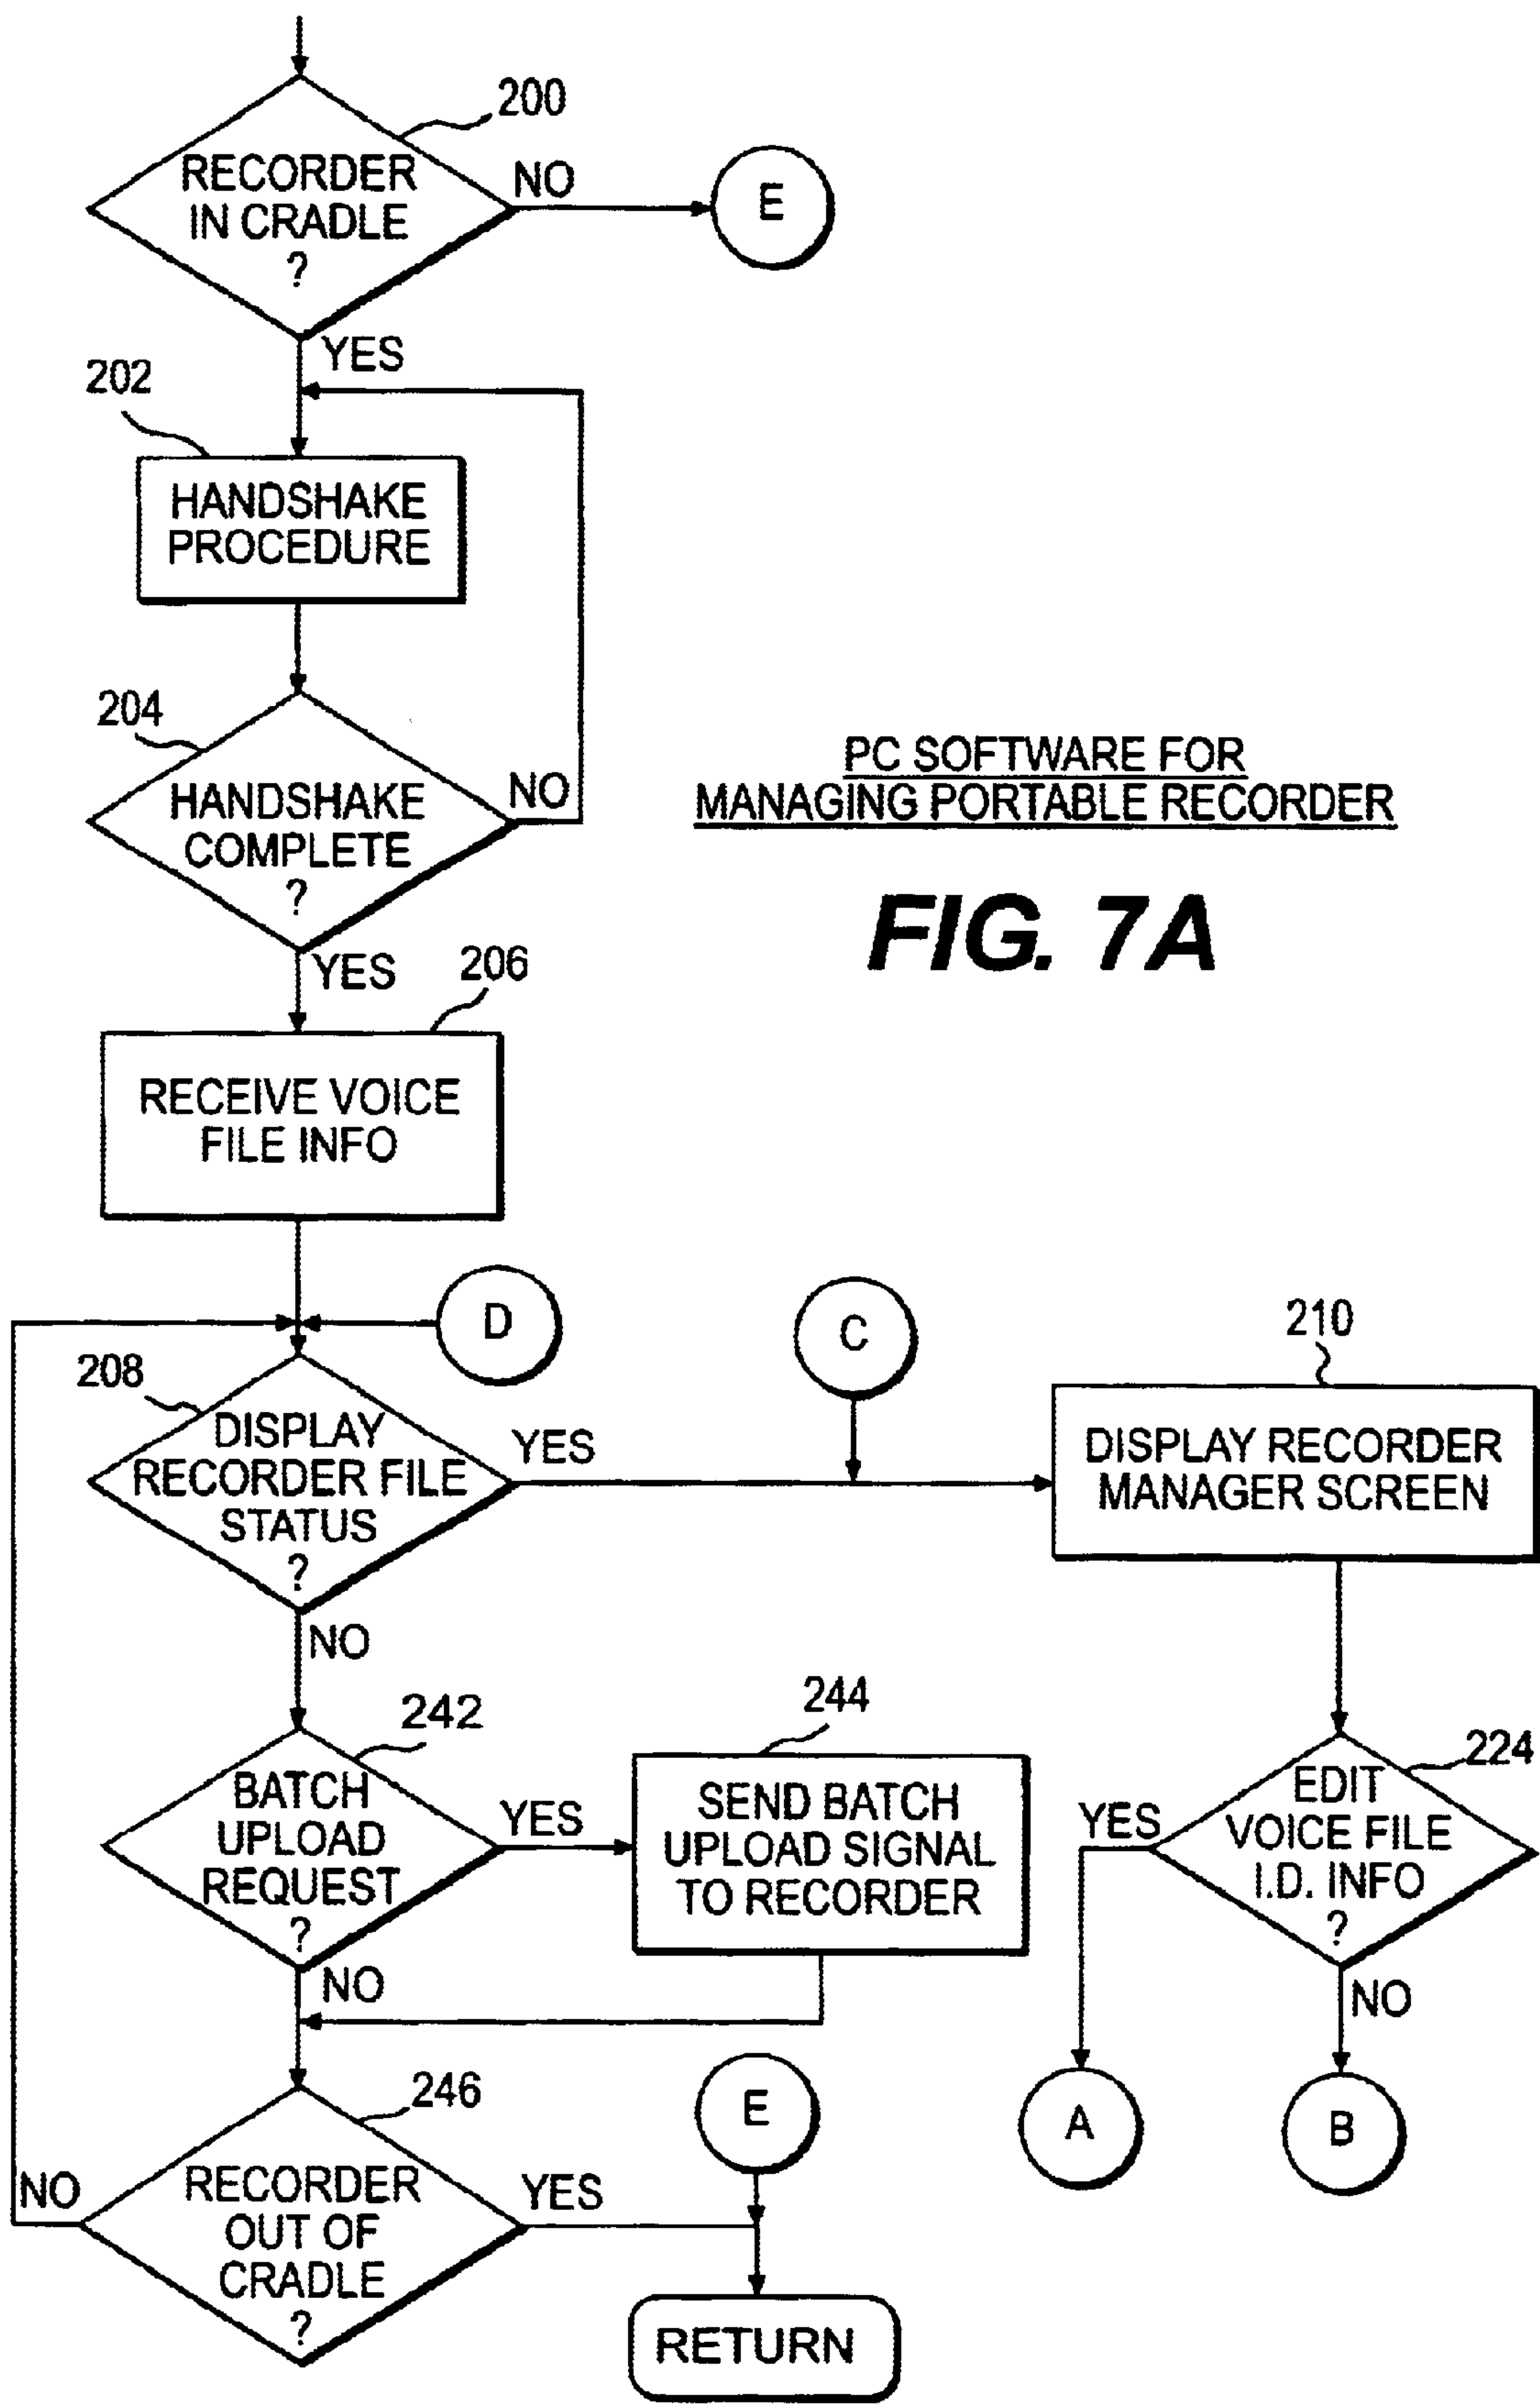 200
RECORDER
IN CRADLE
?
NO
E
YES
202
HANDSHAKE
PROCEDURE
204
HANDSHAKE
COMPLETE
?
NO
PC SOFTWARE FOR
MANAGING PORTABLE RECORDER
FIG. 7A
YES
206
RECEIVE VOICE
FILE INFO
D
C
210
208
DISPLAY
RECORDER FILE
STATUS
?
YES
DISPLAY RECORDER
MANAGER SCREEN
NO
242
BATCH
UPLOAD
REQUEST
?
YES
244
SEND BATCH
UPLOAD SIGNAL
TO RECORDER
224
EDIT
VOICE FILE
I.D. INFO
?
YES
NO
NO
A
B
246
RECORDER
OUT OF
CRADLE
?
NO
YES
E
RETURN